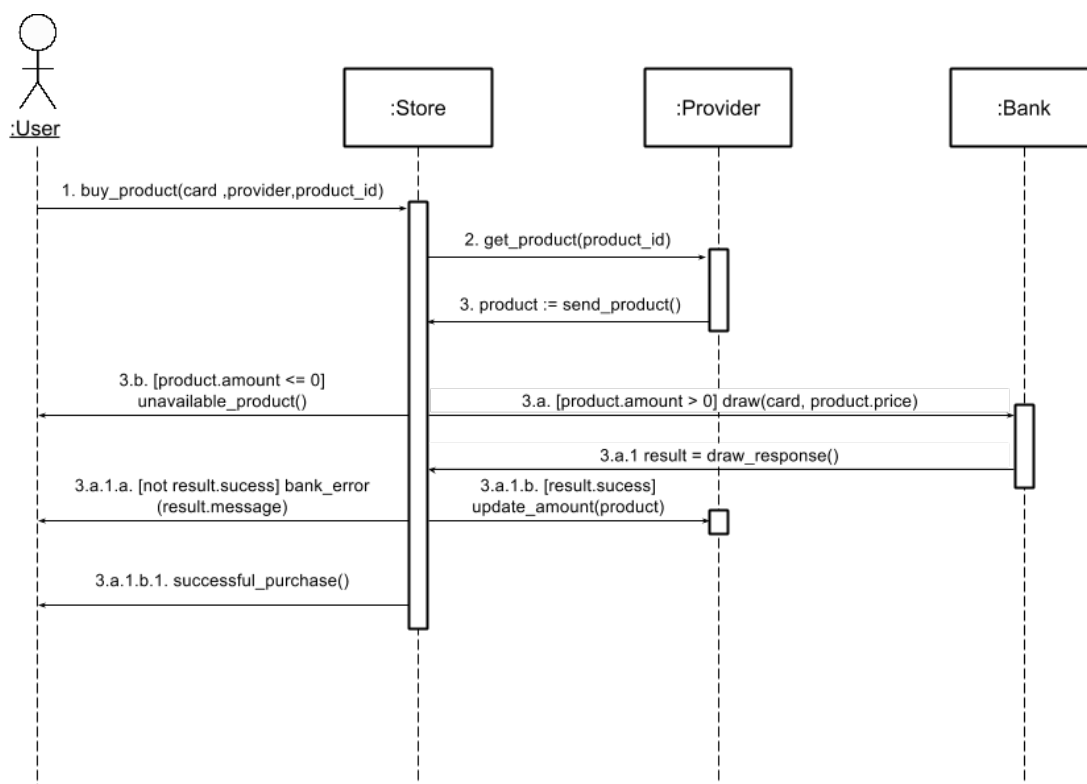 :User
:Store
:Provider
:Bank
1. buy_product(card ,provider,product_id)
2. get_product(product_id)
3. product := send_product()
3.b. [product.amount <= 0]
unavailable_product()
3.a. [product.amount > 0] draw(card, product.price)
3.a.1 result = draw_response()
3.a.1.a. [not result.sucess] bank_error
(result.message)
3.a.1.b. [result.sucess]
update_amount(product)
3.a.1.b.1. successful_purchase()